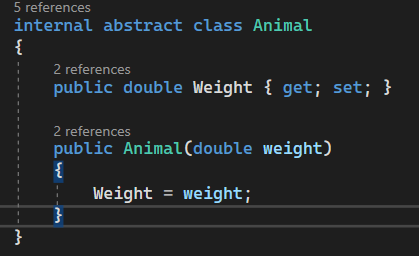 5 references
internal abstract class Animal
{
2 references
public double Weight { get; set; }
2 references
public Animal(double weight)
{
Weight = weight;
}
}